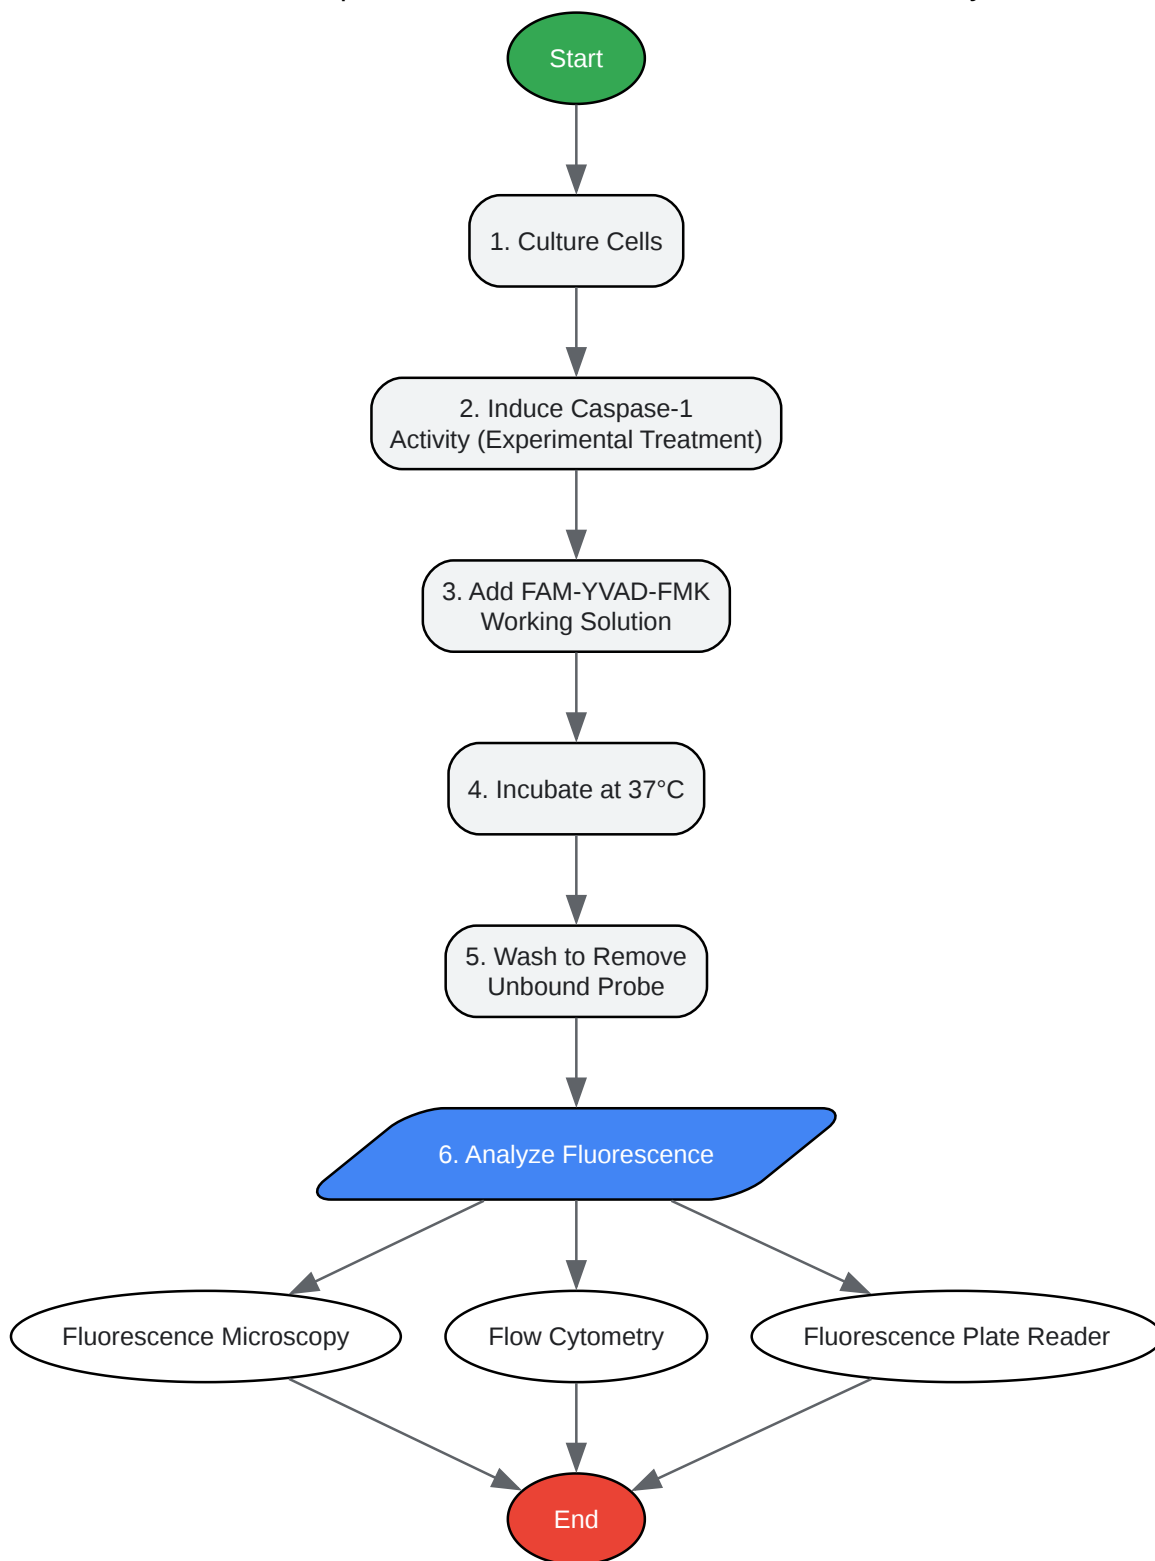 Start
1. Culture Cells
2. Induce Caspase-1
Activity (Experimental Treatment)
3. Add FAM-YVAD-FMK
Working Solution
4. Incubate at 37°C
5. Wash to Remove
Unbound Probe
6. Analyze Fluorescence
Fluorescence Microscopy
Flow Cytometry
Fluorescence Plate Reader
End